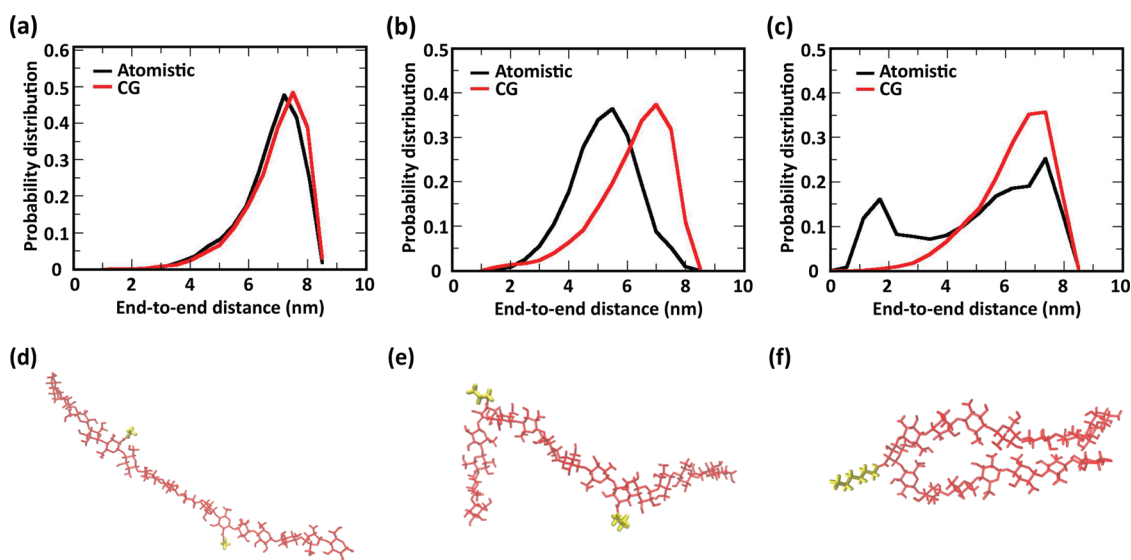 (a)
Probability distribution
0.6
0.5
0.4
0.3
0.2
0.1
0
Atomistic
CG
0 2 4 6 8 10
End-to-end distance (nm)
(b)
Probability distribution
0.5
0.4
0.3
0.2
0.1
0
Atomistic
CG
0 2 4 6 8 10
End-to-end distance (nm)
(c)
Probability distribution
0.5
0.4
0.3
0.2
0.1
0
Atomistic
CG
0 2 4 6 8 10
End-to-end distance (nm)
(d)
(e)
(f)